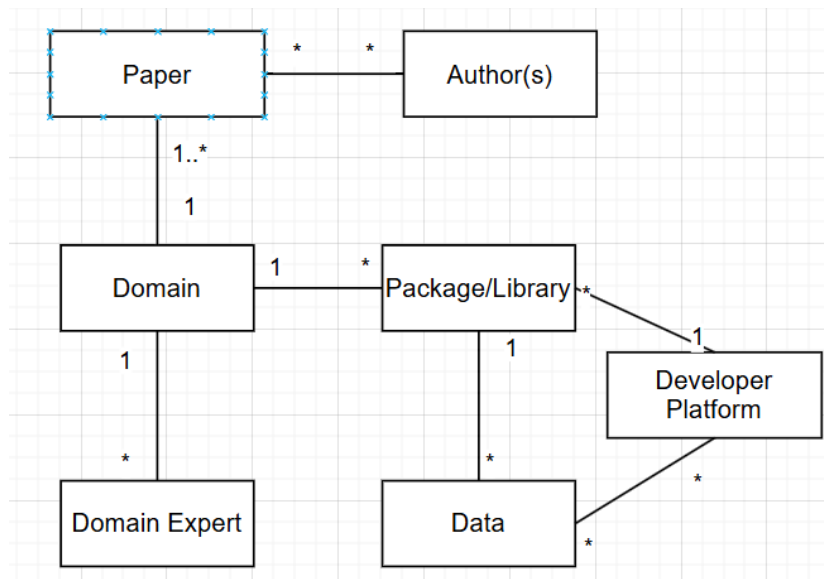 * *
Paper
Author(s)
1..*
1
1 *
Domain
Package/Library
*
1
1
1
Developer
Platform
*
*
*
Domain Expert
Data
*